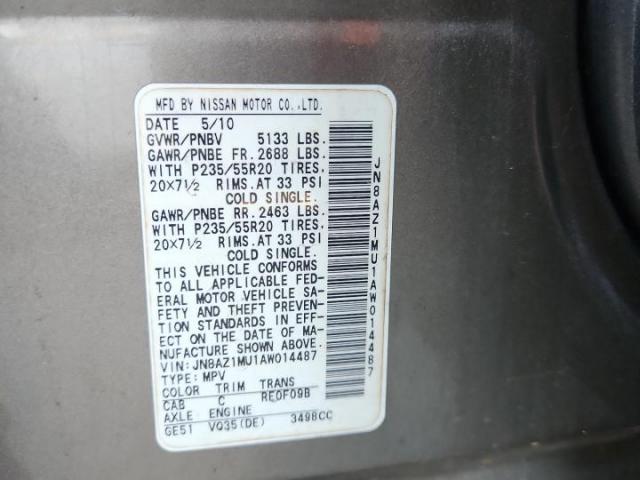 MFD BY NISSAN MOTOR CO.,LTD.
DATE 5/10
GVWR/PNBV 5133 LBS.
GAWR/PNBE FR.2688 LBS.
WITH P235/55R20 TIRES,
20X7½ RIMS.AT 33 PSI
COLD SINGLE.
GAWR/PNBE RR.2463 LBS.
WITH P235/55R20 TIRES,
20X7½ RIMS.AT 33 PSI
COLD SINGLE.
THIS VEHICLE CONFORMS
TO ALL APPLICABLE FED-
ERAL MOTOR VEHICLE SA-
FETY AND THEFT PREVEN-
TION STANDARDS IN EFF-
ECT ON THE DATE OF MA-
NUFACTURE SHOWN ABOVE.
VIN:JN8AZ1MU1AW014487
TYPE:MPV
COLOR TRIM TRANS
CAB C RE0F09B
AXLE ENGINE
GE51 VQ35(DE) 3498CC
JN8AZ1MU1AW014487